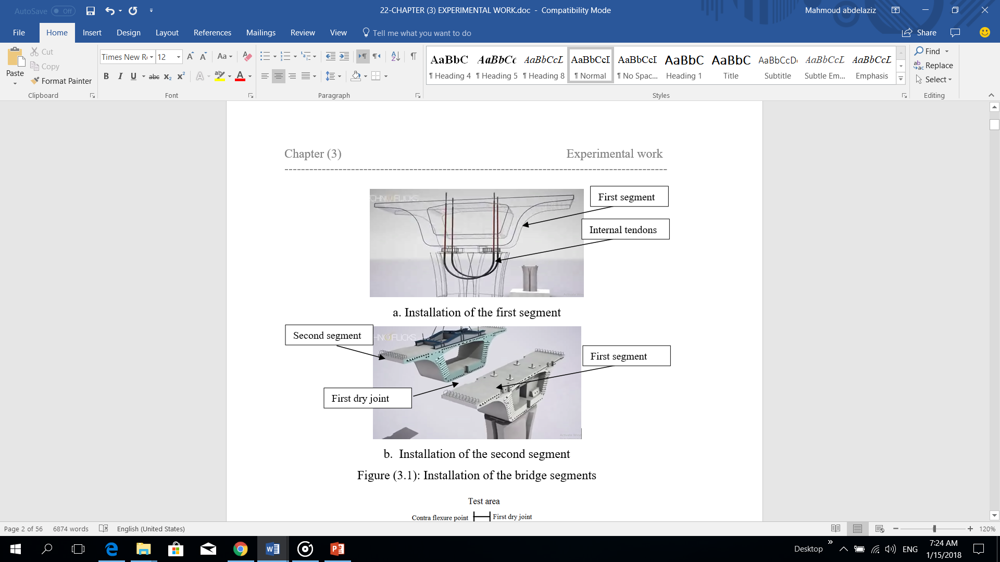 AutoSave Off
22-CHAPTER (3) EXPERIMENTAL WORK.doc - Compatibility Mode
Mahmoud abdelaziz
File Home Insert Design Layout References Mailings Review View Tell me what you want to do
Share
Paste
Cut
Copy
Format Painter
Clipboard
Times New R 12
Aa
B I U abc x₂ x²
A ab A
Font
Paragraph
AaBbC AaBbCc AaBbCcL AaBbCcI AaBbCcI AaBbC AaBbC AaBbCcD AaBbCcL AaBbCcL
¶ Heading 4 ¶ Heading 5 ¶ Heading 8 ¶ Normal ¶ No Spac... Heading 1 Title Subtitle Subtle Em... Emphasis
Styles
Find
Replace
Select
Editing
Chapter (3) Experimental work
First segment
Internal tendons
a. Installation of the first segment
Second segment
First segment
First dry joint
b. Installation of the second segment
Figure (3.1): Installation of the bridge segments
Test area
Contra flexure point First dry joint
Page 2 of 56 6874 words English (United States)
120%
Desktop
ENG
7:24 AM
1/15/2018